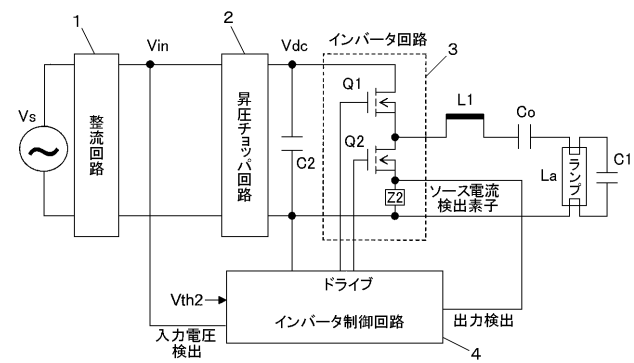 1
2
インバータ回路
3
Vin
Vdc
Vs
整流回路
昇圧チョッパ回路
Q1
Q2
L1
Co
C2
Z2
ソース電流
検出素子
La
ランプ
C1
ドライブ
Vth2
インバータ制御回路
入力電圧
検出
出力検出
4